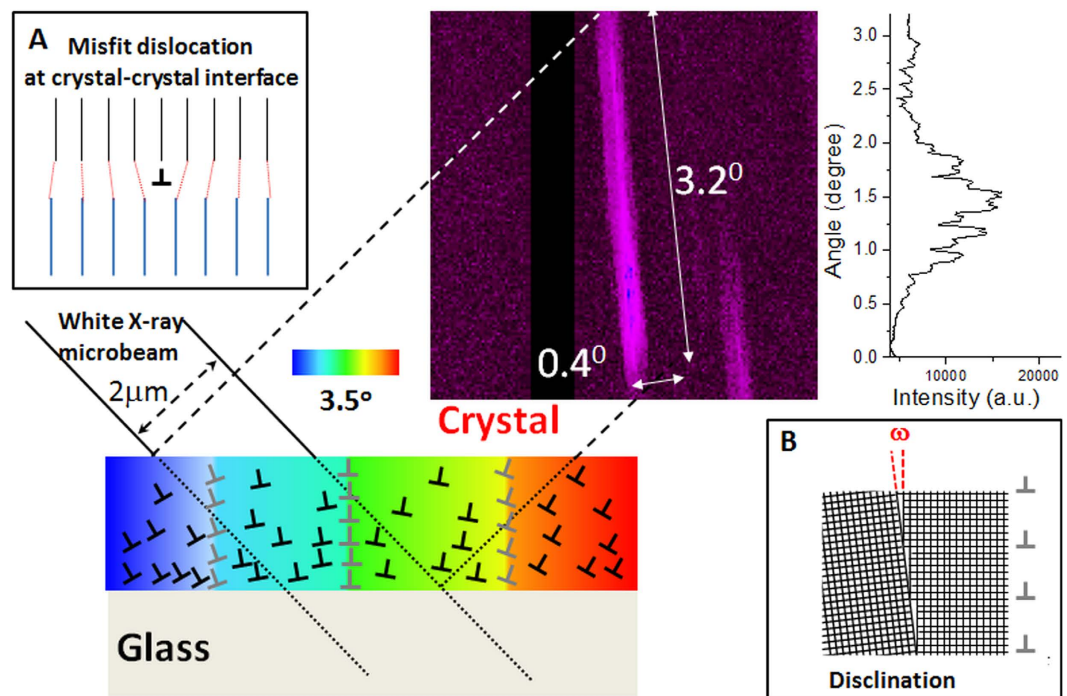 A
Misfit dislocation
at crystal-crystal interface
White X-ray
microbeam
2μm
3.5°
3.2⁰
0.4⁰
Crystal
Glass
3.0
2.5
2.0
1.5
1.0
0.5
0.0
Angle (degree)
10000
20000
Intensity (a.u.)
B
ω
Disclination